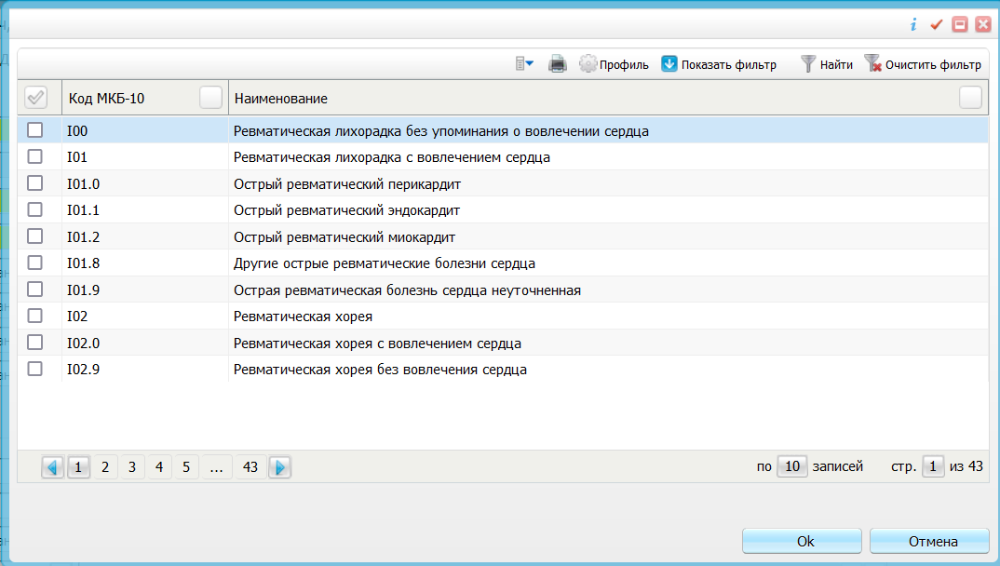 Профиль Показать фильтр Найти Очистить фильтр
Код МКБ-10 Наименование
I00 Ревматическая лихорадка без упоминания о вовлечении сердца
I01 Ревматическая лихорадка с вовлечением сердца
I01.0 Острый ревматический перикардит
I01.1 Острый ревматический эндокардит
I01.2 Острый ревматический миокардит
I01.8 Другие острые ревматические болезни сердца
I01.9 Острая ревматическая болезнь сердца неуточненная
I02 Ревматическая хорея
I02.0 Ревматическая хорея с вовлечением сердца
I02.9 Ревматическая хорея без вовлечения сердца
1 2 3 4 5 ... 43 по 10 записей стр. 1 из 43
Ok Отмена